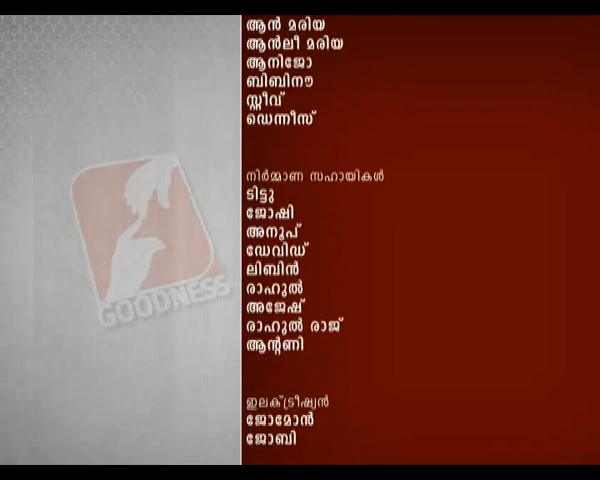 ആൻ മരിയ
ആൻലീ മരിയ
ആനിജോ
ബിബിനൗ
സ്റ്റീവ്
ഡെന്നീസ്
നിർമ്മാണ സഹായികൾ
ടിട്ടു
ജോഷി
അനൂപ്
ഡേവിഡ്
ലിബിൻ
രാഹുൽ
അജേഷ്
രാഹുൽ രാജ്
ആന്റണി
ഇലക്ട്രീഷ്യൻ
ജോമോൻ
ജോബി
GOODNESS